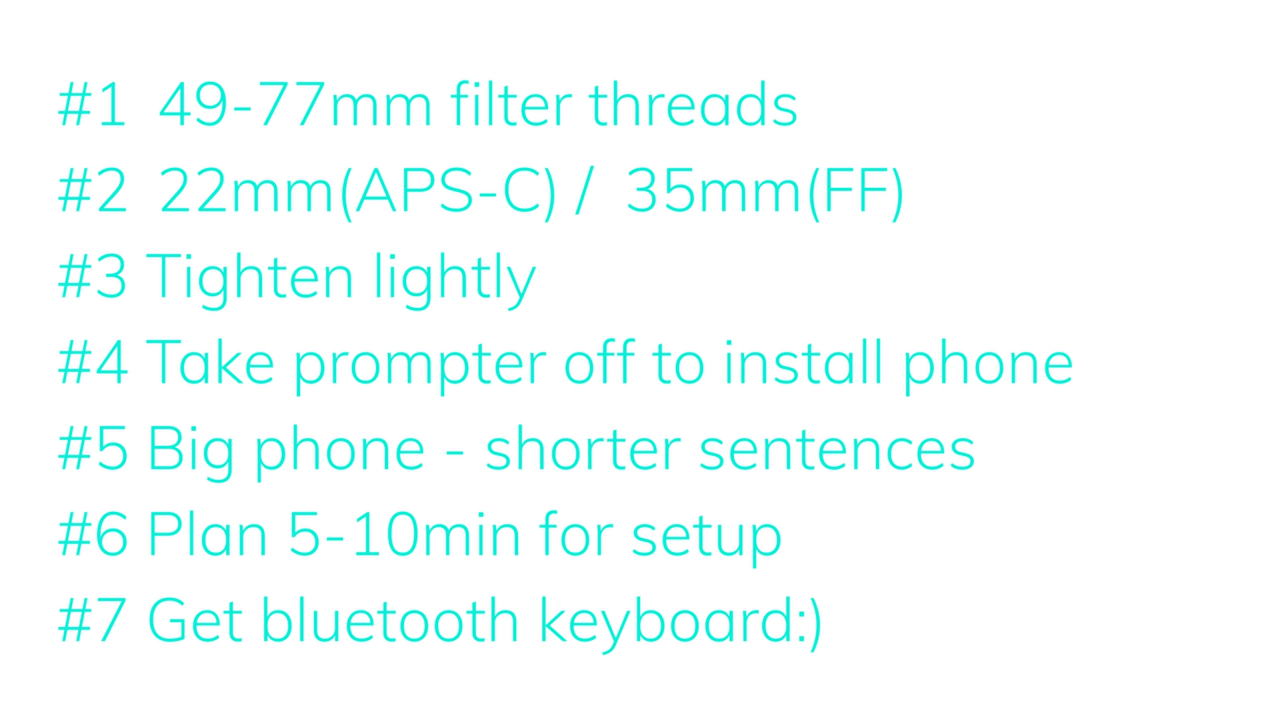 #1 49-77mm filter threads
#2 22mm(APS-C) / 35mm(FF)
#3 Tighten lightly
#4 Take prompter off to install phone
#5 Big phone - shorter sentences
#6 Plan 5-10min for setup
#7 Get bluetooth keyboard:)